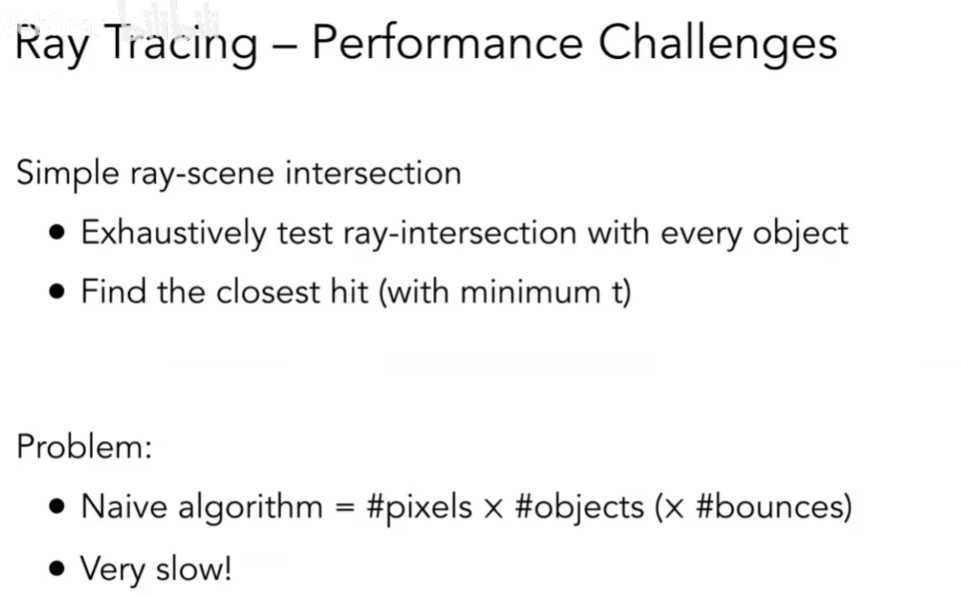 Ray Tracing – Performance Challenges
Simple ray-scene intersection
● Exhaustively test ray-intersection with every object
● Find the closest hit (with minimum t)
Problem:
● Naive algorithm = #pixels × #objects (× #bounces)
● Very slow!